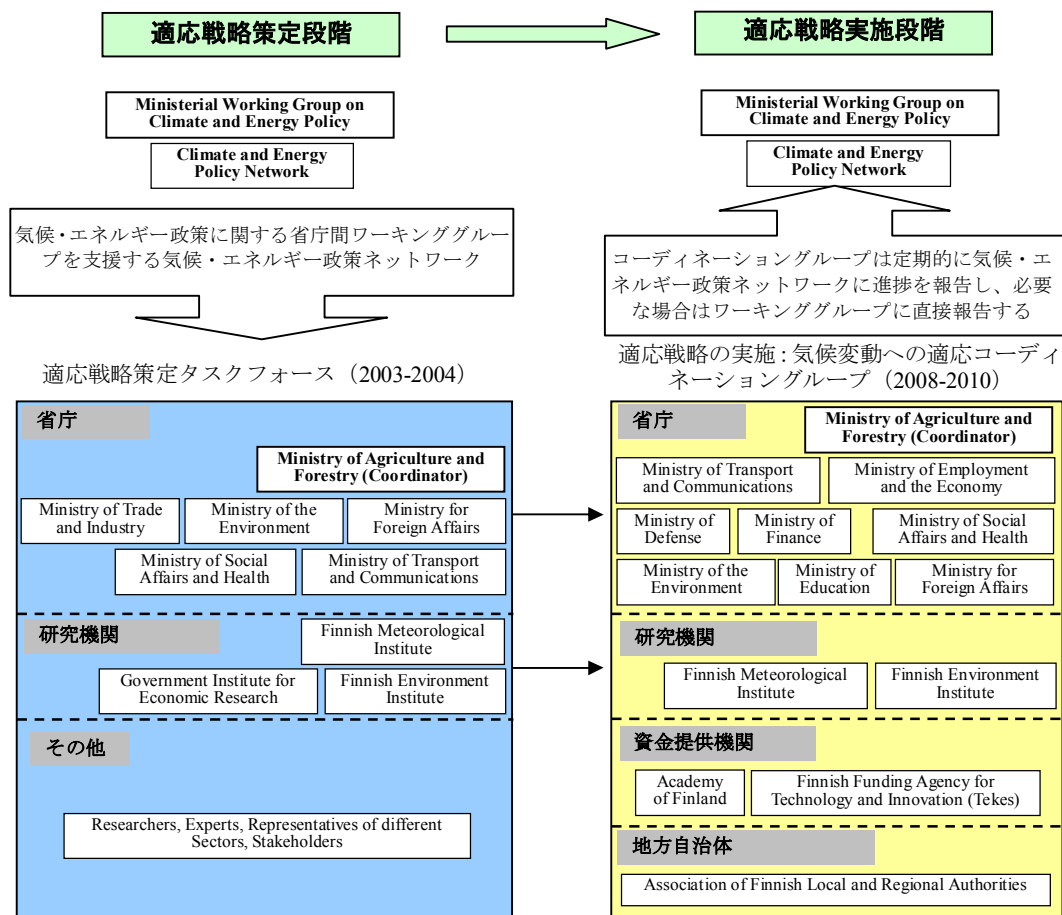 適応戦略策定段階
適応戦略実施段階
Ministerial Working Group on
Climate and Energy Policy
Climate and Energy
Policy Network
気候・エネルギー政策に関する省庁間ワーキンググルー
プを支援する気候・エネルギー政策ネットワーク
適応戦略策定タスクフォース（2003-2004）
省庁
Ministry of Agriculture and
Forestry (Coordinator)
Ministry of Trade
and Industry
Ministry of the
Environment
Ministry for
Foreign Affairs
Ministry of Social
Affairs and Health
Ministry of Transport
and Communications
研究機関
Finnish Meteorological
Institute
Government Institute for
Economic Research
Finnish Environment
Institute
その他
Researchers, Experts, Representatives of different
Sectors, Stakeholders
Ministerial Working Group on
Climate and Energy Policy
Climate and Energy
Policy Network
コーディネーショングループは定期的に気候・エ
ネルギー政策ネットワークに進捗を報告し、必要
な場合はワーキンググループに直接報告する
適応戦略の実施：気候変動への適応コーディ
ネーショングループ（2008-2010）
省庁
Ministry of Agriculture and
Forestry (Coordinator)
Ministry of Transport
and Communications
Ministry of Employment
and the Economy
Ministry of
Defense
Ministry of
Finance
Ministry of Social
Affairs and Health
Ministry of the
Environment
Ministry of
Education
Ministry for
Foreign Affairs
研究機関
Finnish Meteorological
Institute
Finnish Environment
Institute
資金提供機関
Academy
of Finland
Finnish Funding Agency for
Technology and Innovation (Tekes)
地方自治体
Association of Finnish Local and Regional Authorities